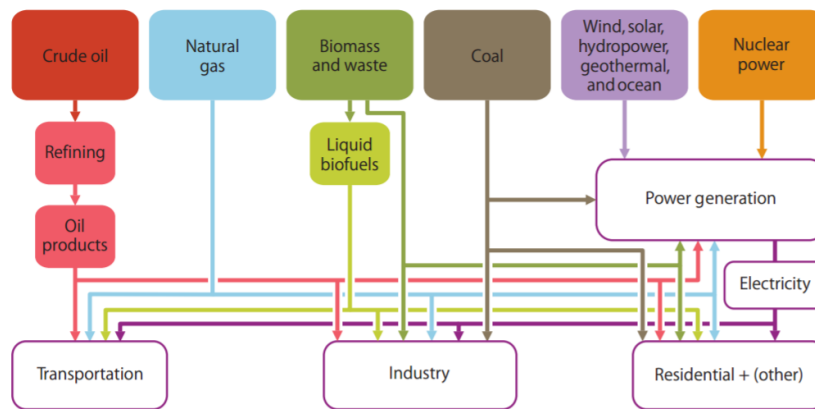 Crude oil
Natural
gas
Biomass
and waste
Coal
Wind, solar,
hydropower,
geothermal,
and ocean
Nuclear
power
Refining
Liquid
biofuels
Oil
products
Power generation
Electricity
Transportation
Industry
Residential + (other)